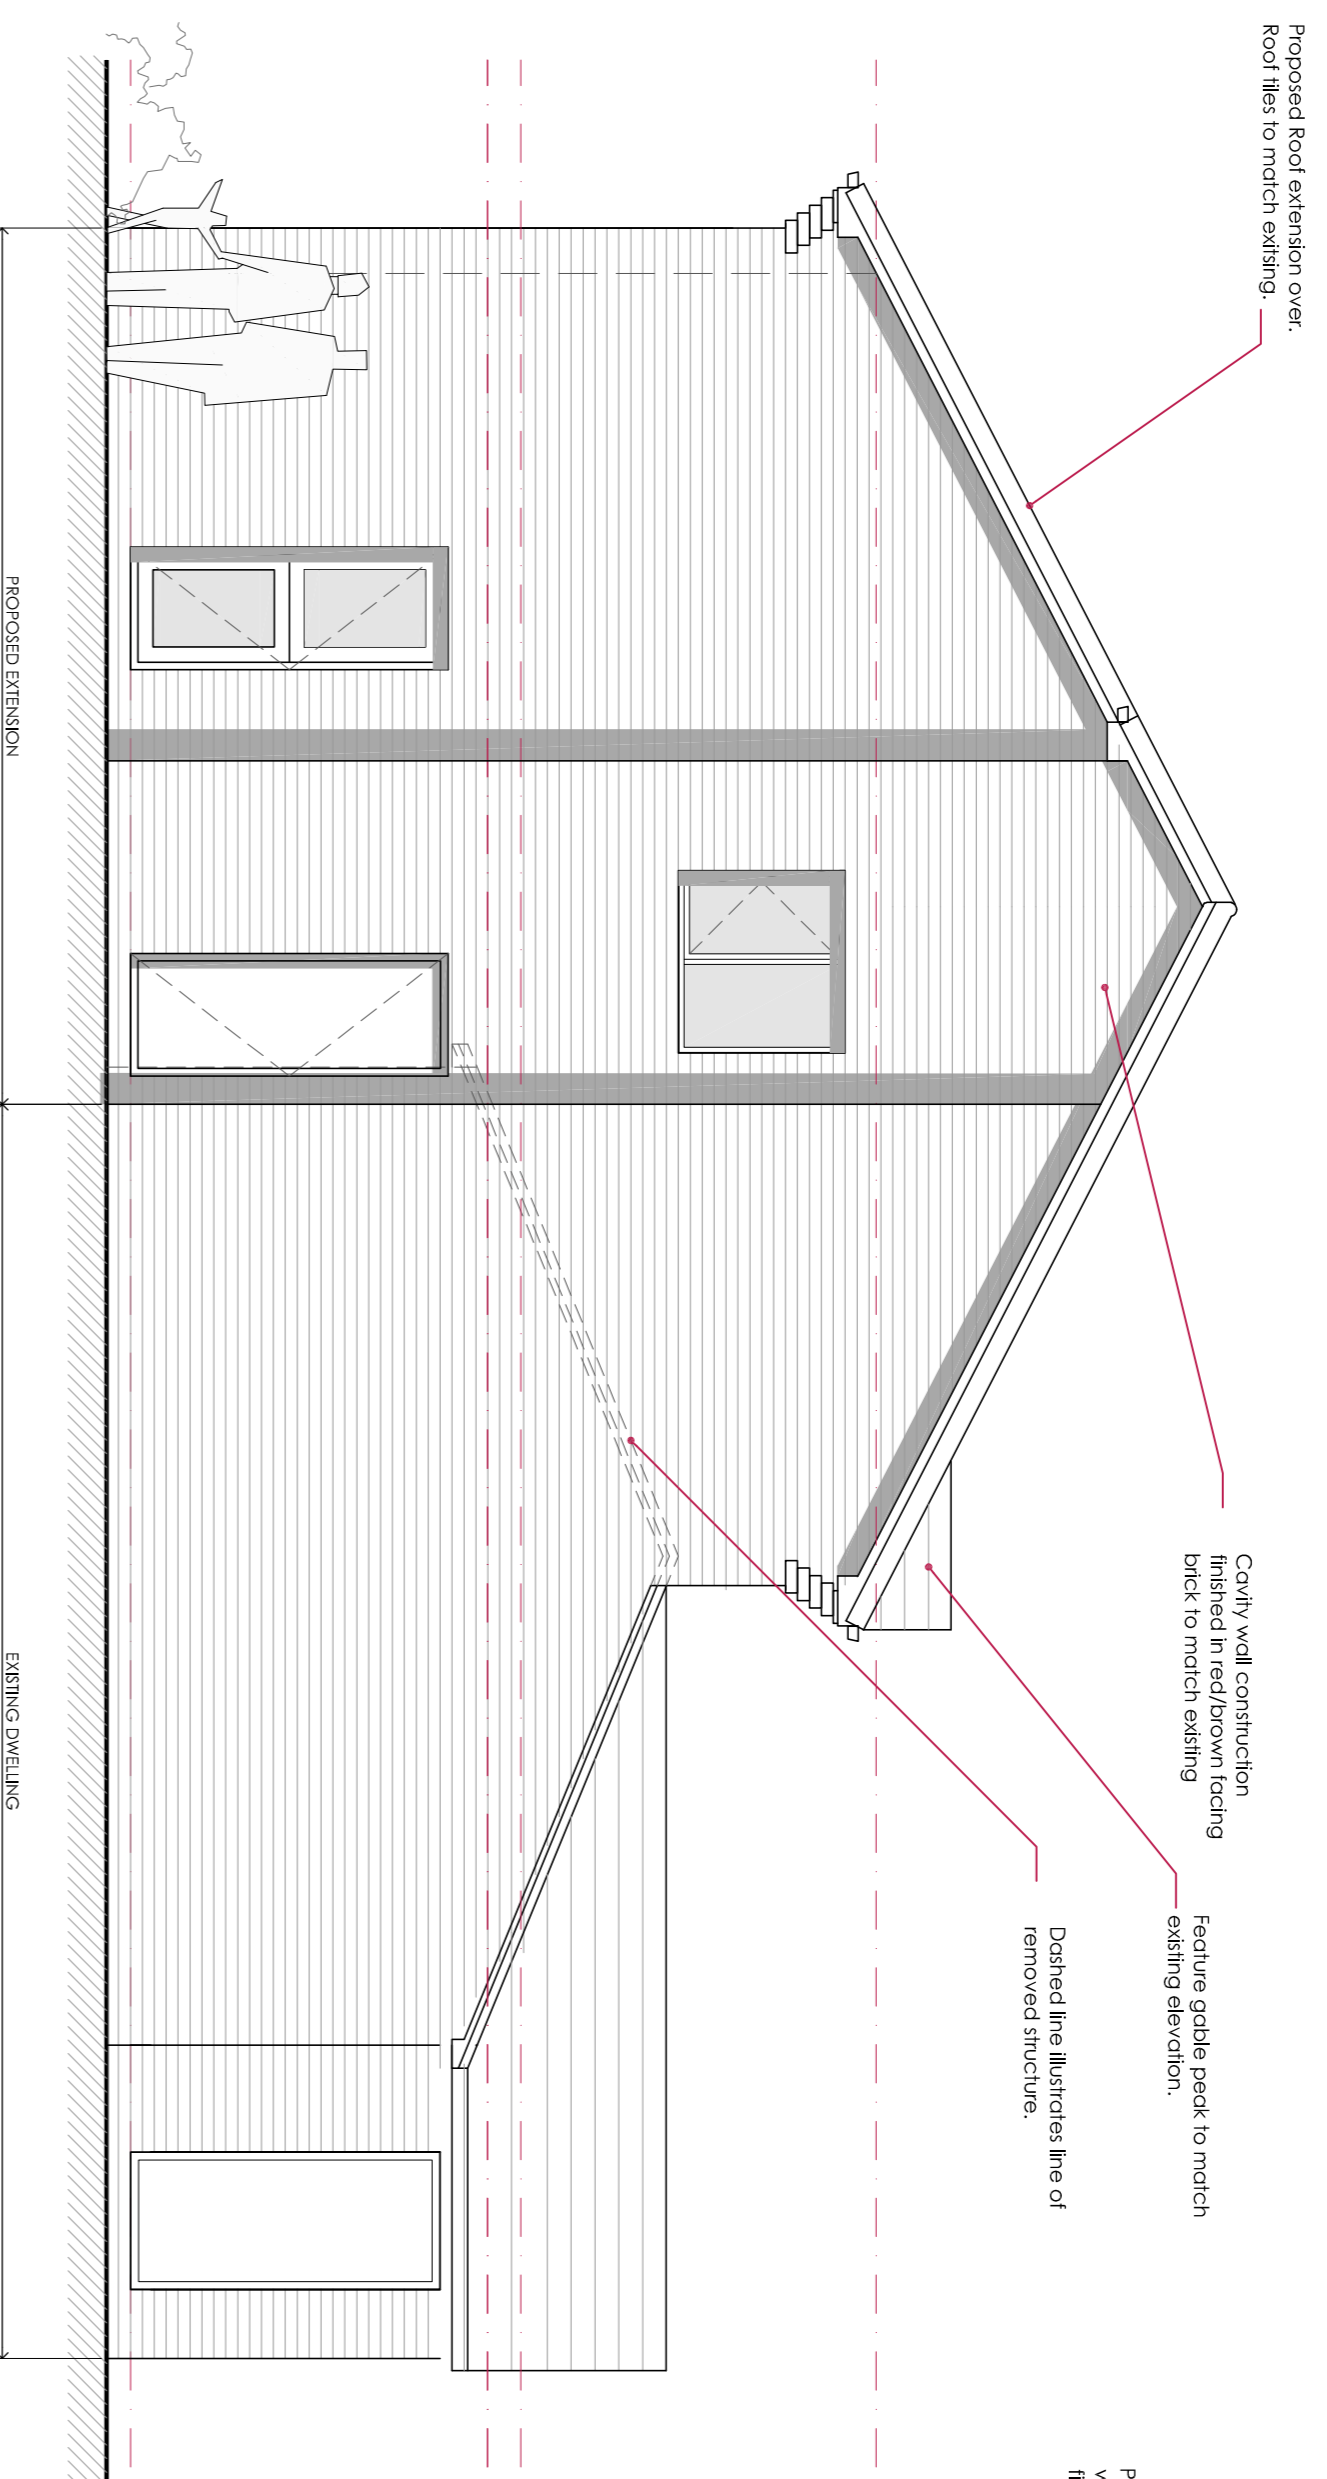 Proposed Roof extension over.
Roof tiles to match exitsing.
Cavity wall construction
finished in red/brown facing
brick to match existing
Feature gable peak to match
existing elevation.
Dashed line illustrates line of
removed structure.
PROPOSED EXTENSION
EXISTING DWELLING